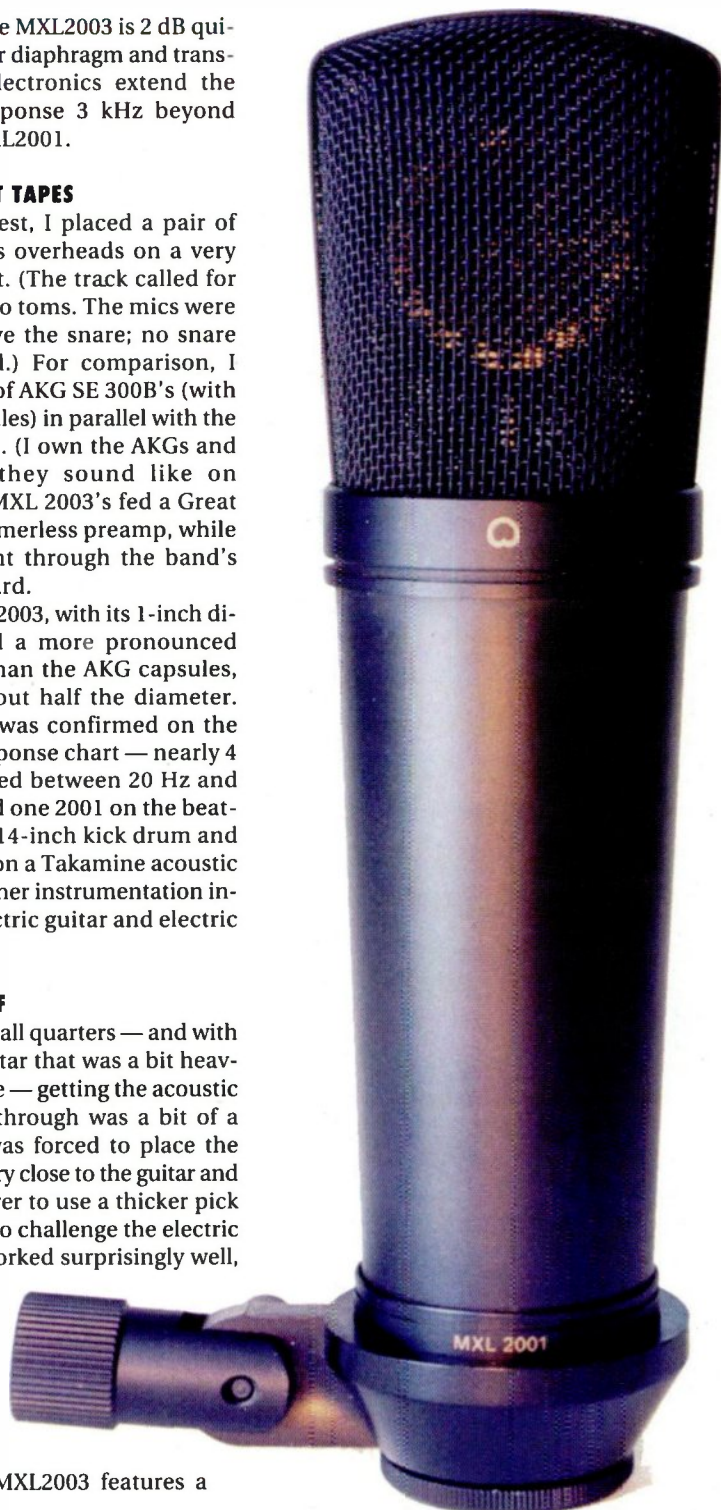 e MXL2003 is 2 dB qui-
r diaphragm and trans-
lectronics extend the
ponse 3 kHz beyond
L2001.
T TAPES
est, I placed a pair of
s overheads on a very
t. (The track called for
o toms. The mics were
ve the snare; no snare
l.) For comparison, I
of AKG SE 300B's (with
les) in parallel with the
. (I own the AKGs and
they sound like on
MXL 2003's fed a Great
merless preamp, while
nt through the band's
rd.
2003, with its 1-inch di-
l a more pronounced
han the AKG capsules,
out half the diameter.
was confirmed on the
ponse chart — nearly 4
ed between 20 Hz and
d one 2001 on the beat-
14-inch kick drum and
on a Takamine acoustic
her instrumentation in-
ctric guitar and electric
F
all quarters — and with
tar that was a bit heav-
e — getting the acoustic
through was a bit of a
was forced to place the
ry close to the guitar and
er to use a thicker pick
o challenge the electric
orked surprisingly well,
MXL 2001
MXL2003 features a